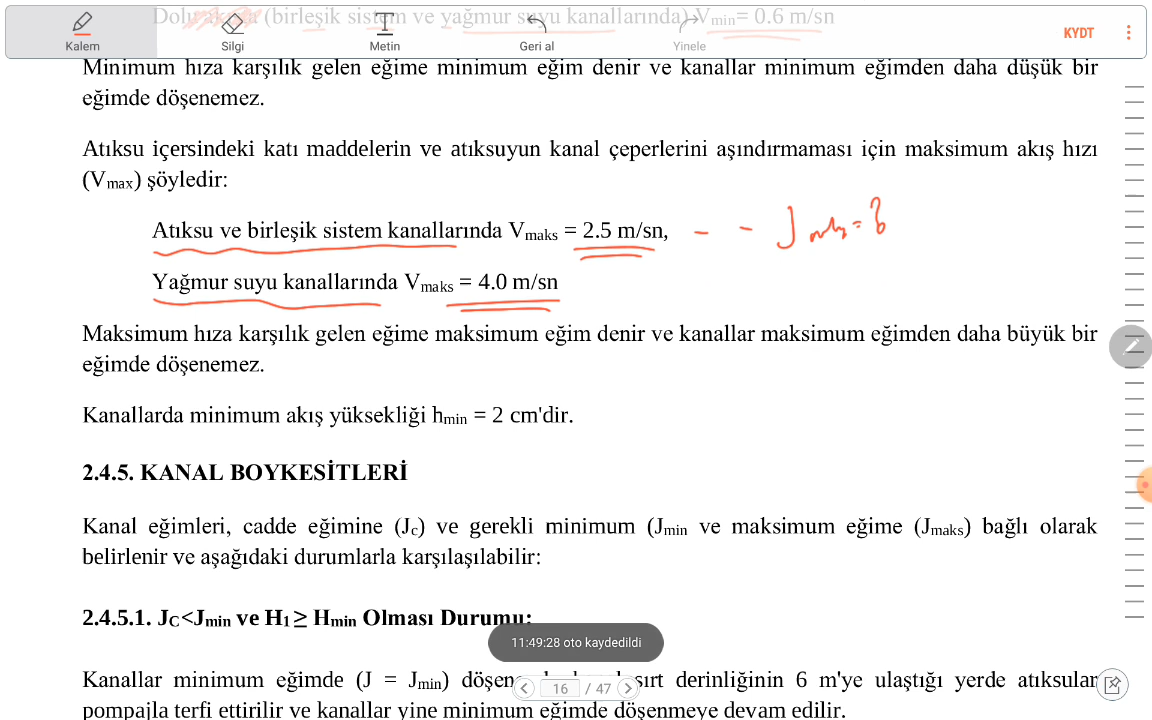 Dolu akışta (birleşik sistem ve yağmur suyu kanallarında) Vmin= 0.6 m/sn
Kalem
Silgi
Metin
Geri al
Yinele
KYDT
Minimum hıza karşılık gelen eğime minimum eğim denir ve kanallar minimum eğimden daha düşük bir
eğimde döşenemez.
Atıksu içersindeki katı maddelerin ve atıksuyun kanal çeperlerini aşındırmaması için maksimum akış hızı
(Vmax) şöyledir:
Atıksu ve birleşik sistem kanallarında Vmaks = 2.5 m/sn, - - Jmaks=?
Yağmur suyu kanallarında Vmaks = 4.0 m/sn
Maksimum hıza karşılık gelen eğime maksimum eğim denir ve kanallar maksimum eğimden daha büyük bir
eğimde döşenemez.
Kanallarda minimum akış yüksekliği hmin = 2 cm'dir.
2.4.5. KANAL BOYKESİTLERİ
Kanal eğimleri, cadde eğimine (Jc) ve gerekli minimum (Jmin ve maksimum eğime (Jmaks) bağlı olarak
belirlenir ve aşağıdaki durumlarla karşılaşılabilir:
2.4.5.1. JC<Jmin ve H1 ≥ Hmin Olması Durumu:
11:49:28 oto kaydedildi
Kanallar minimum eğimde (J = Jmin) döşen sırt derinliğinin 6 m'ye ulaştığı yerde atıksular
16 / 47
pompajla terfi ettirilir ve kanallar yine minimum eğimde döşenmeye devam edilir.